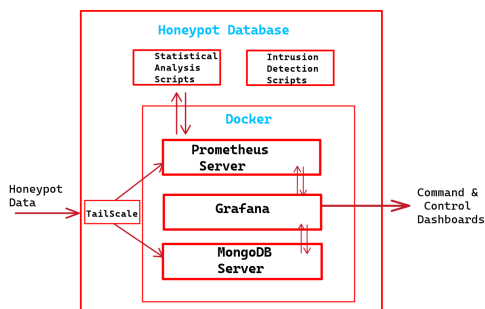 Honeypot Database
Statistical
Analysis
Scripts
Intrusion
Detection
Scripts
Docker
Prometheus
Server
Honeypot
Data
TailScale
Grafana
Command &
Control
Dashboards
MongoDB
Server